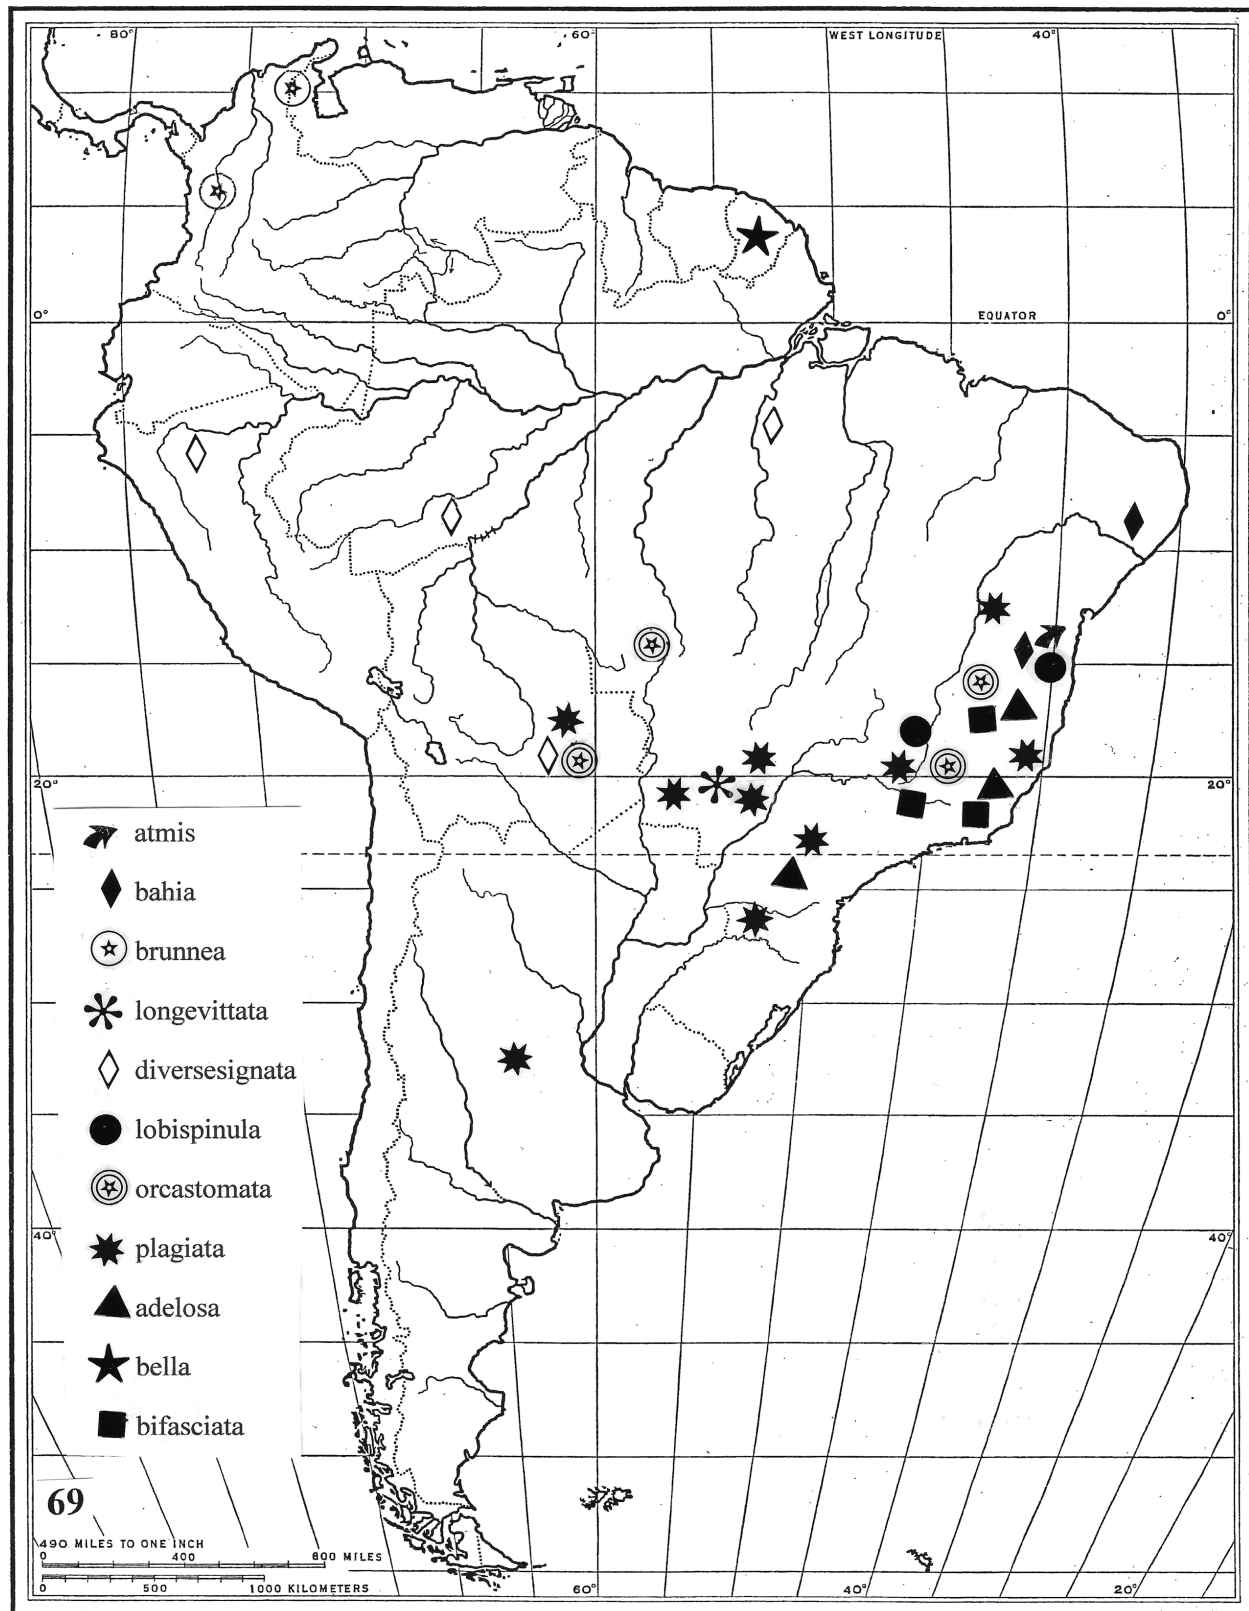 80° 60° WEST LONGITUDE 40°
0° EQUATOR 0°
20° 20°
atmis
bahia
brunnea
longevittata
diversesignata
lobispinula
orcastomata
plagiata
adelosa
bella
bifasciata
40° 40°
69
490 MILES TO ONE INCH
0 400 800 MILES
0 500 1000 KILOMETERS
60° 40° 20°